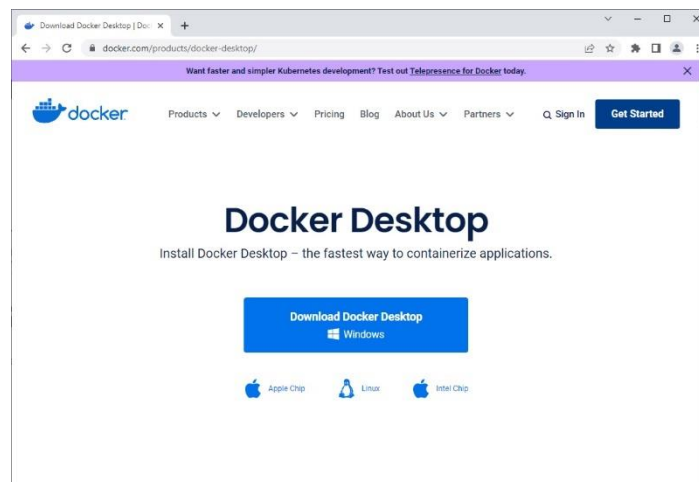 Download Docker Desktop | Doc
docker.com/products/docker-desktop/
Want faster and simpler Kubernetes development? Test out Telepresence for Docker today.
docker
Products
Developers
Pricing
Blog
About Us
Partners
Sign In
Get Started
Docker Desktop
Install Docker Desktop – the fastest way to containerize applications.
Download Docker Desktop
Windows
Apple Chip
Linux
Intel Chip